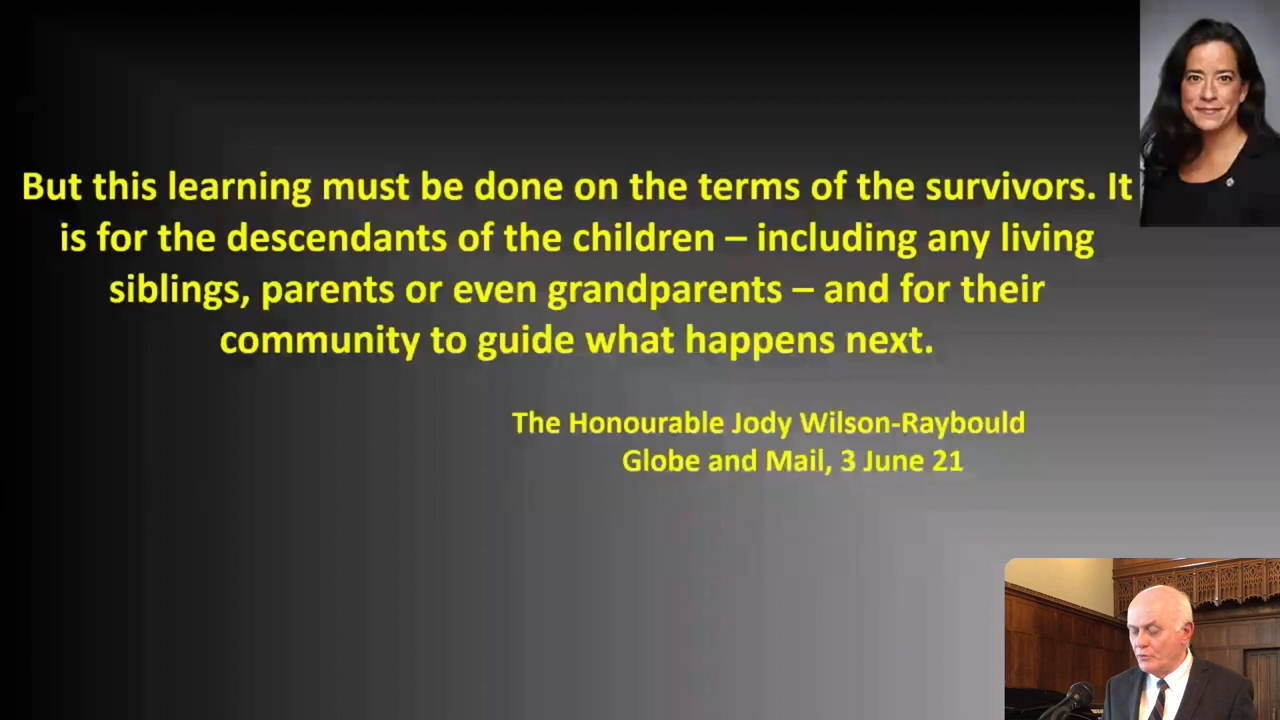 But this learning must be done on the terms of the survivors. It
is for the descendants of the children – including any living
siblings, parents or even grandparents – and for their
community to guide what happens next.
The Honourable Jody Wilson-Raybould
Globe and Mail, 3 June 21